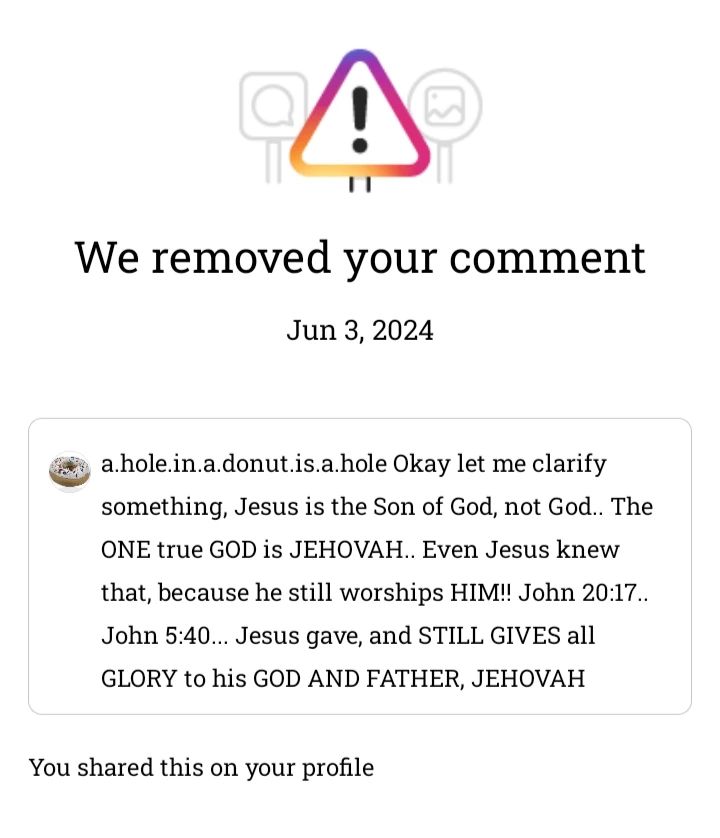 We removed your comment
Jun 3, 2024
a.hole.in.a.donut.is.a.hole Okay let me clarify
something, Jesus is the Son of God, not God.. The
ONE true GOD is JEHOVAH.. Even Jesus knew
that, because he still worships HIM!! John 20:17..
John 5:40... Jesus gave, and STILL GIVES all
GLORY to his GOD AND FATHER, JEHOVAH
You shared this on your profile